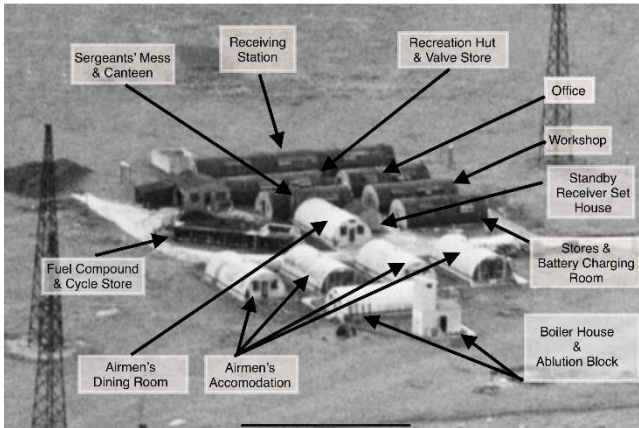 Sergeants' Mess
& Canteen
Receiving
Station
Recreation Hut
& Valve Store
Office
Workshop
Standby
Receiver Set
House
Stores &
Battery Charging
Room
Fuel Compound
& Cycle Store
Airmen's
Dining Room
Airmen's
Accomodation
Boiler House
&
Ablution Block